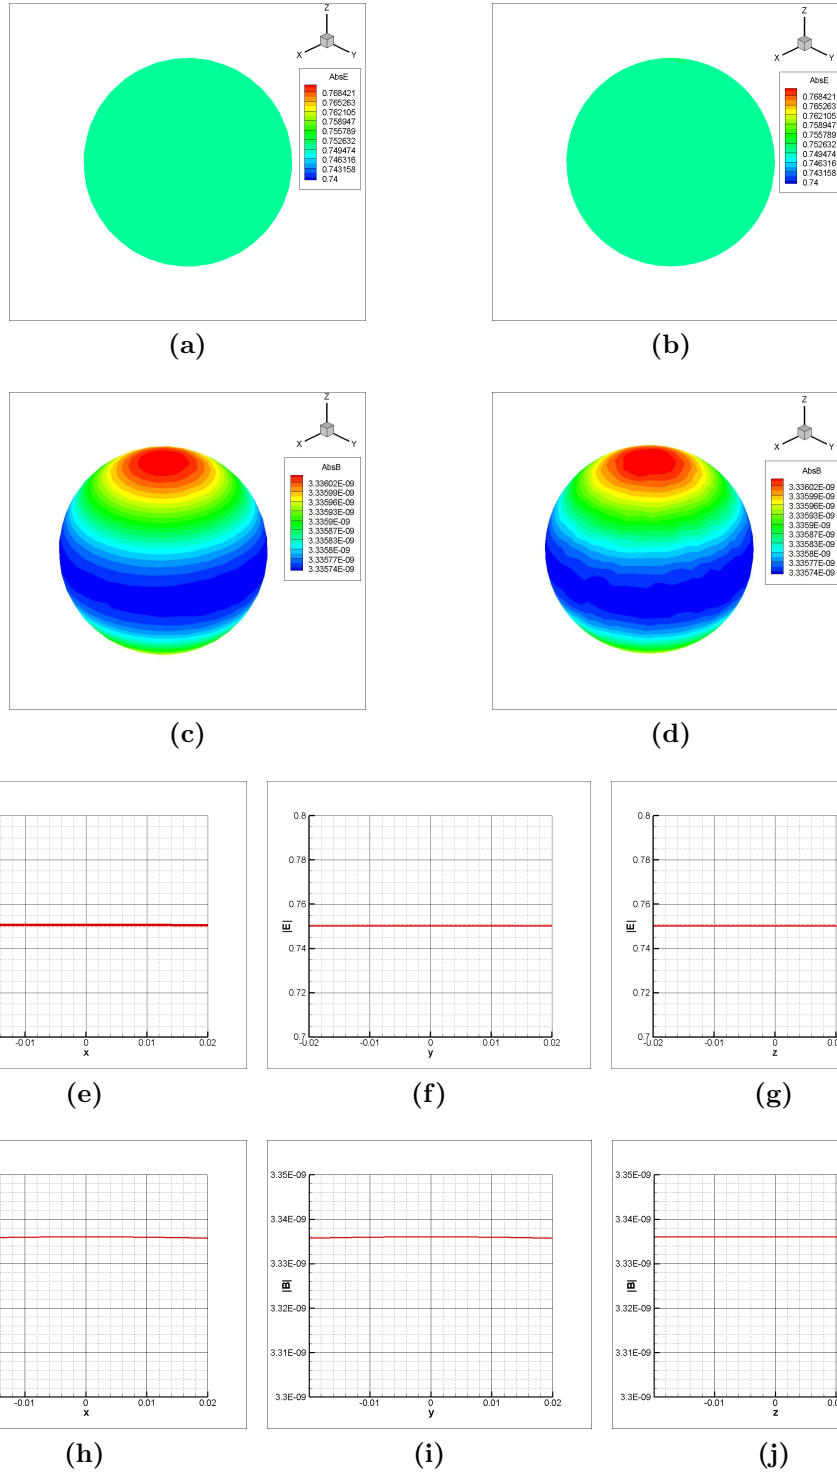 Z
X
Y
AbsE
0.768421
0.765263
0.762105
0.758947
0.755789
0.752632
0.749474
0.746316
0.743158
0.74
(a)
Z
X
Y
AbsE
0.768421
0.765263
0.762105
0.758947
0.755789
0.752632
0.749474
0.746316
0.743158
0.74
(b)
Z
X
Y
AbsB
3.33602E-09
3.33599E-09
3.33596E-09
3.33593E-09
3.3359E-09
3.33587E-09
3.33583E-09
3.3358E-09
3.33577E-09
3.33574E-09
(c)
Z
X
Y
AbsB
3.33602E-09
3.33599E-09
3.33596E-09
3.33593E-09
3.3359E-09
3.33587E-09
3.33583E-09
3.3358E-09
3.33577E-09
3.33574E-09
(d)
-0.01 0 0.01 0.02
x
(e)
0.8
0.78
0.76
|E|
0.74
0.72
0.7
-0.02 -0.01 0 0.01 0.02
y
(f)
0.8
0.78
0.76
|E|
0.74
0.72
0.7
-0.02 -0.01 0
z
(g)
-0.01 0 0.01 0.02
x
(h)
3.35E-09
3.34E-09
3.33E-09
|B|
3.32E-09
3.31E-09
3.3E-09
-0.01 0 0.01 0.02
y
(i)
3.35E-09
3.34E-09
3.33E-09
|B|
3.32E-09
3.31E-09
3.3E-09
-0.01 0
z
(j)